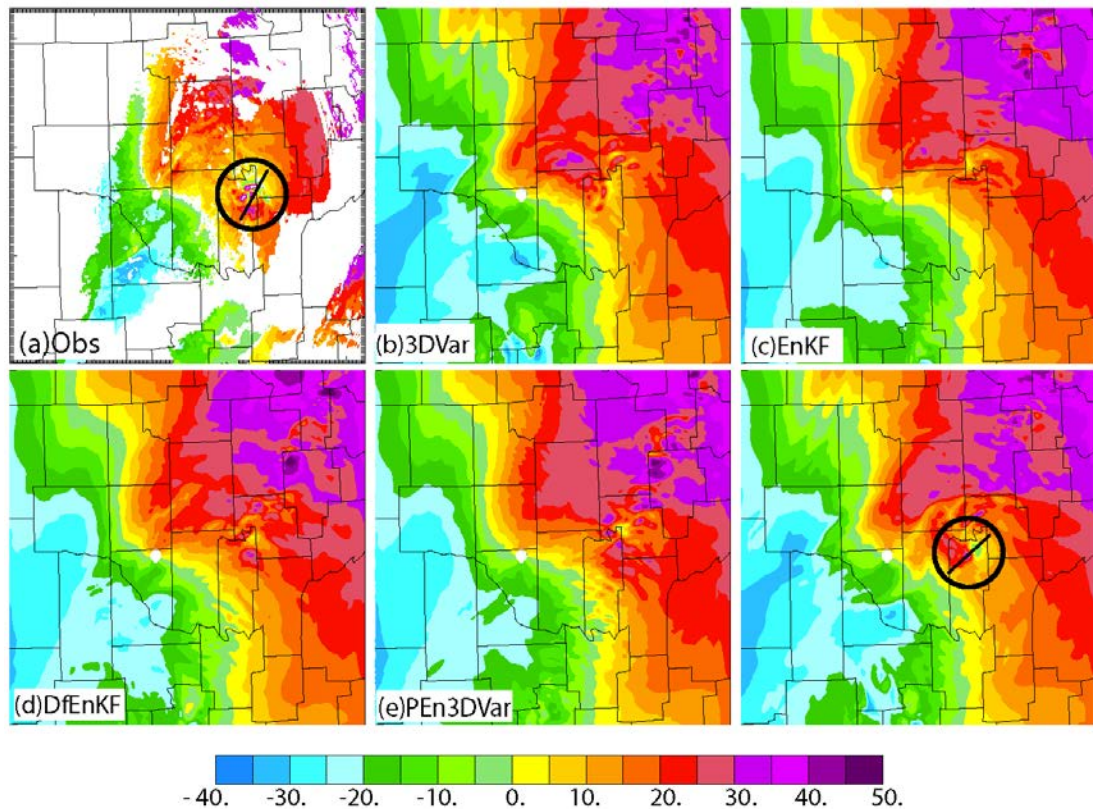 (a)Obs
(b)3DVar
(c)EnKF
(d)DfEnKF
(e)PEn3DVar
-40. -30. -20. -10. 0. 10. 20. 30. 40. 50.